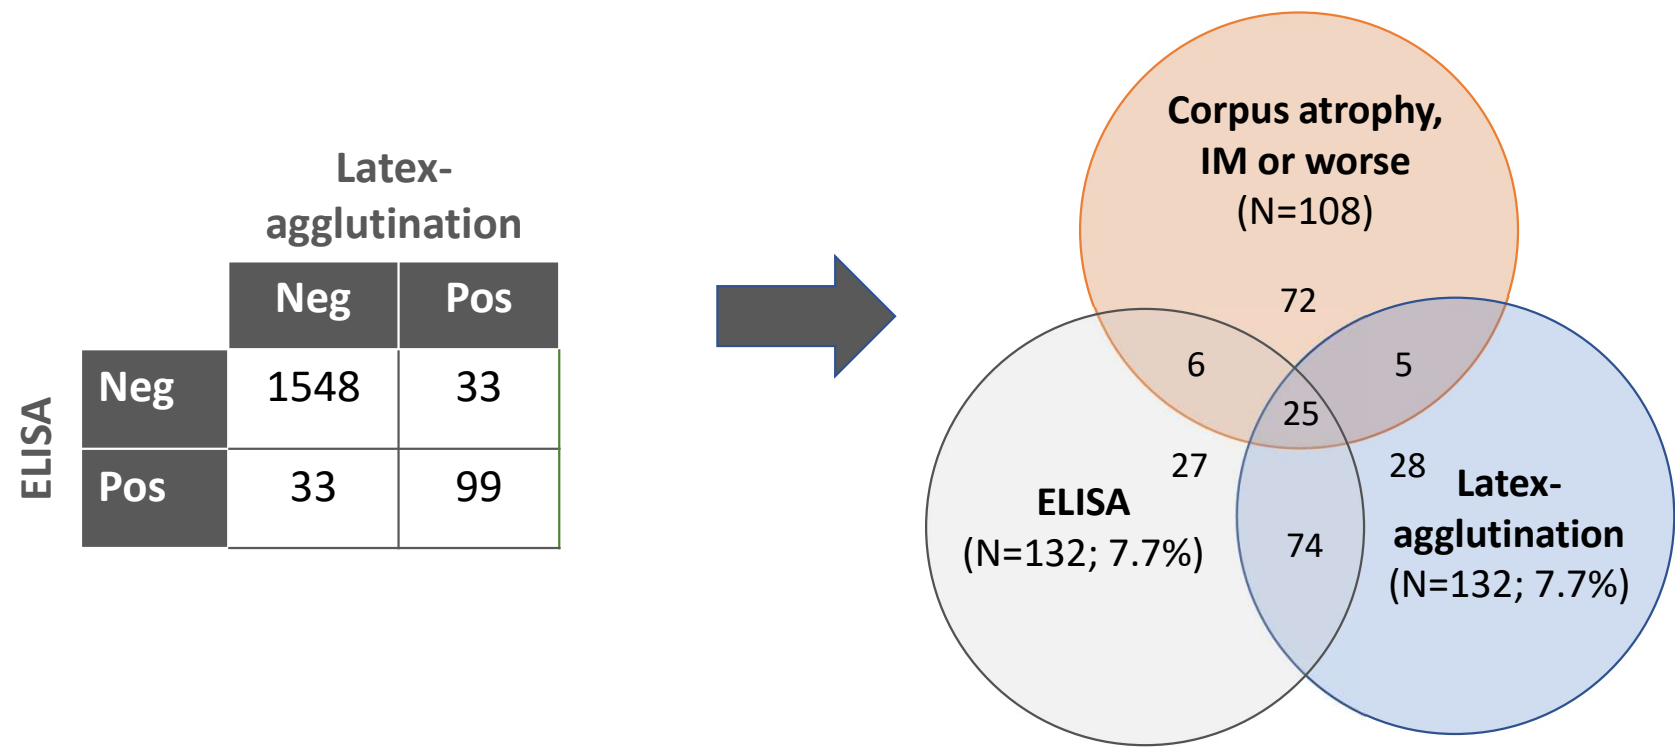 Latex-
agglutination
Neg Pos
ELISA
Neg 1548 33
Pos 33 99
Corpus atrophy,
IM or worse
(N=108)
72
6 5
25
27 28
ELISA
(N=132; 7.7%)
74
Latex-
agglutination
(N=132; 7.7%)